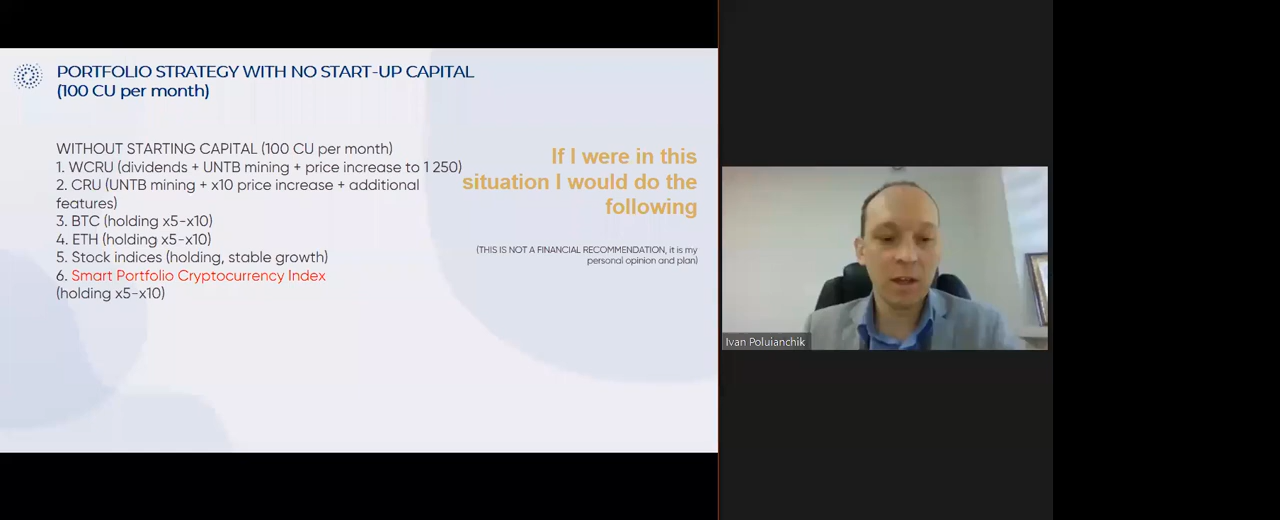 PORTFOLIO STRATEGY WITH NO START-UP CAPITAL
(100 CU per month)
WITHOUT STARTING CAPITAL (100 CU per month)
1. WCRU (dividends + UNTB mining + price increase to 1 250)
2. CRU (UNTB mining + x10 price increase + additional
features)
3. BTC (holding x5-x10)
4. ETH (holding x5-x10)
5. Stock indices (holding, stable growth)
6. Smart Portfolio Cryptocurrency Index
(holding x5-x10)
If I were in this
situation I would do the
following
(THIS IS NOT A FINANCIAL RECOMMENDATION, it is my
personal opinion and plan)
Ivan Poluianchik